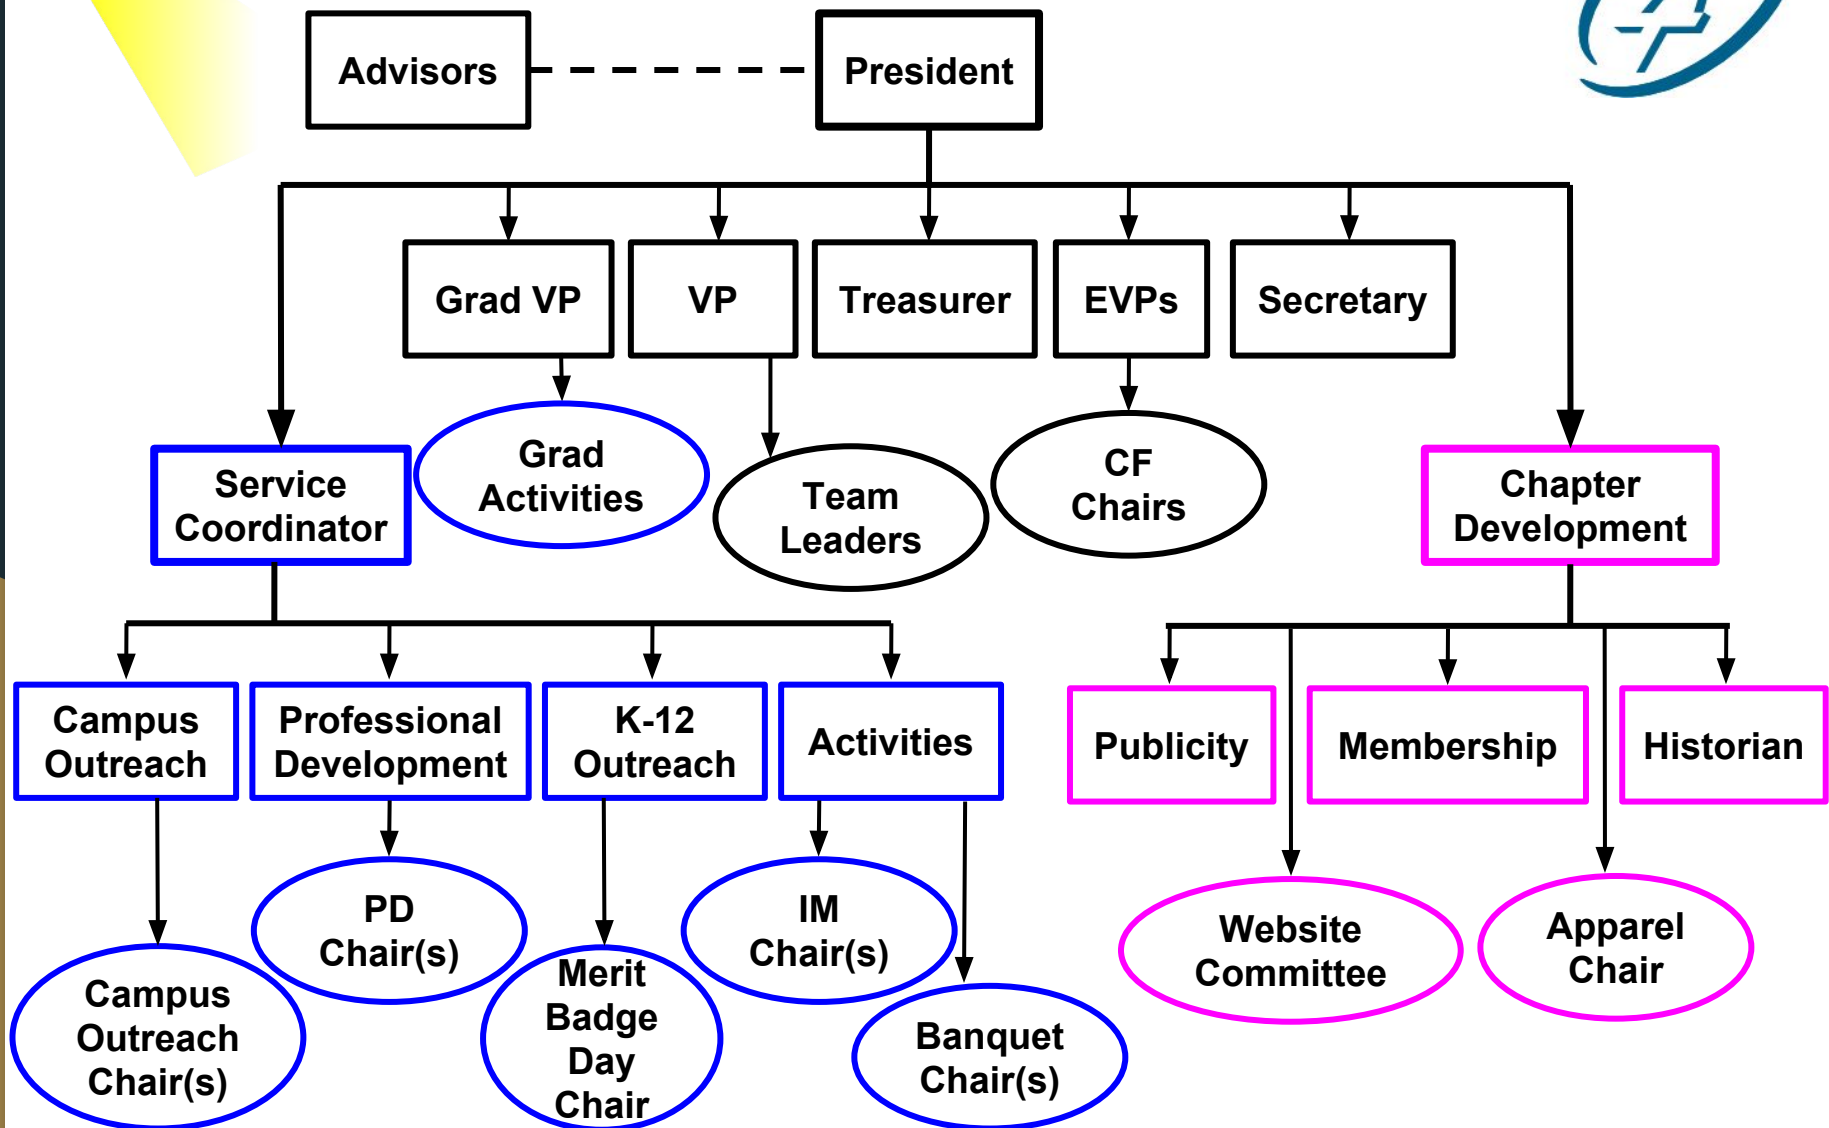 Advisors
President
Grad VP
VP
Treasurer
EVPs
Secretary
Service
Coordinator
Grad
Activities
Team
Leaders
CF
Chairs
Chapter
Development
Campus
Outreach
Professional
Development
K-12
Outreach
Activities
Publicity
Membership
Historian
Campus
Outreach
Chair(s)
PD
Chair(s)
Merit
Badge
Day
Chair
IM
Chair(s)
Banquet
Chair(s)
Website
Committee
Apparel
Chair